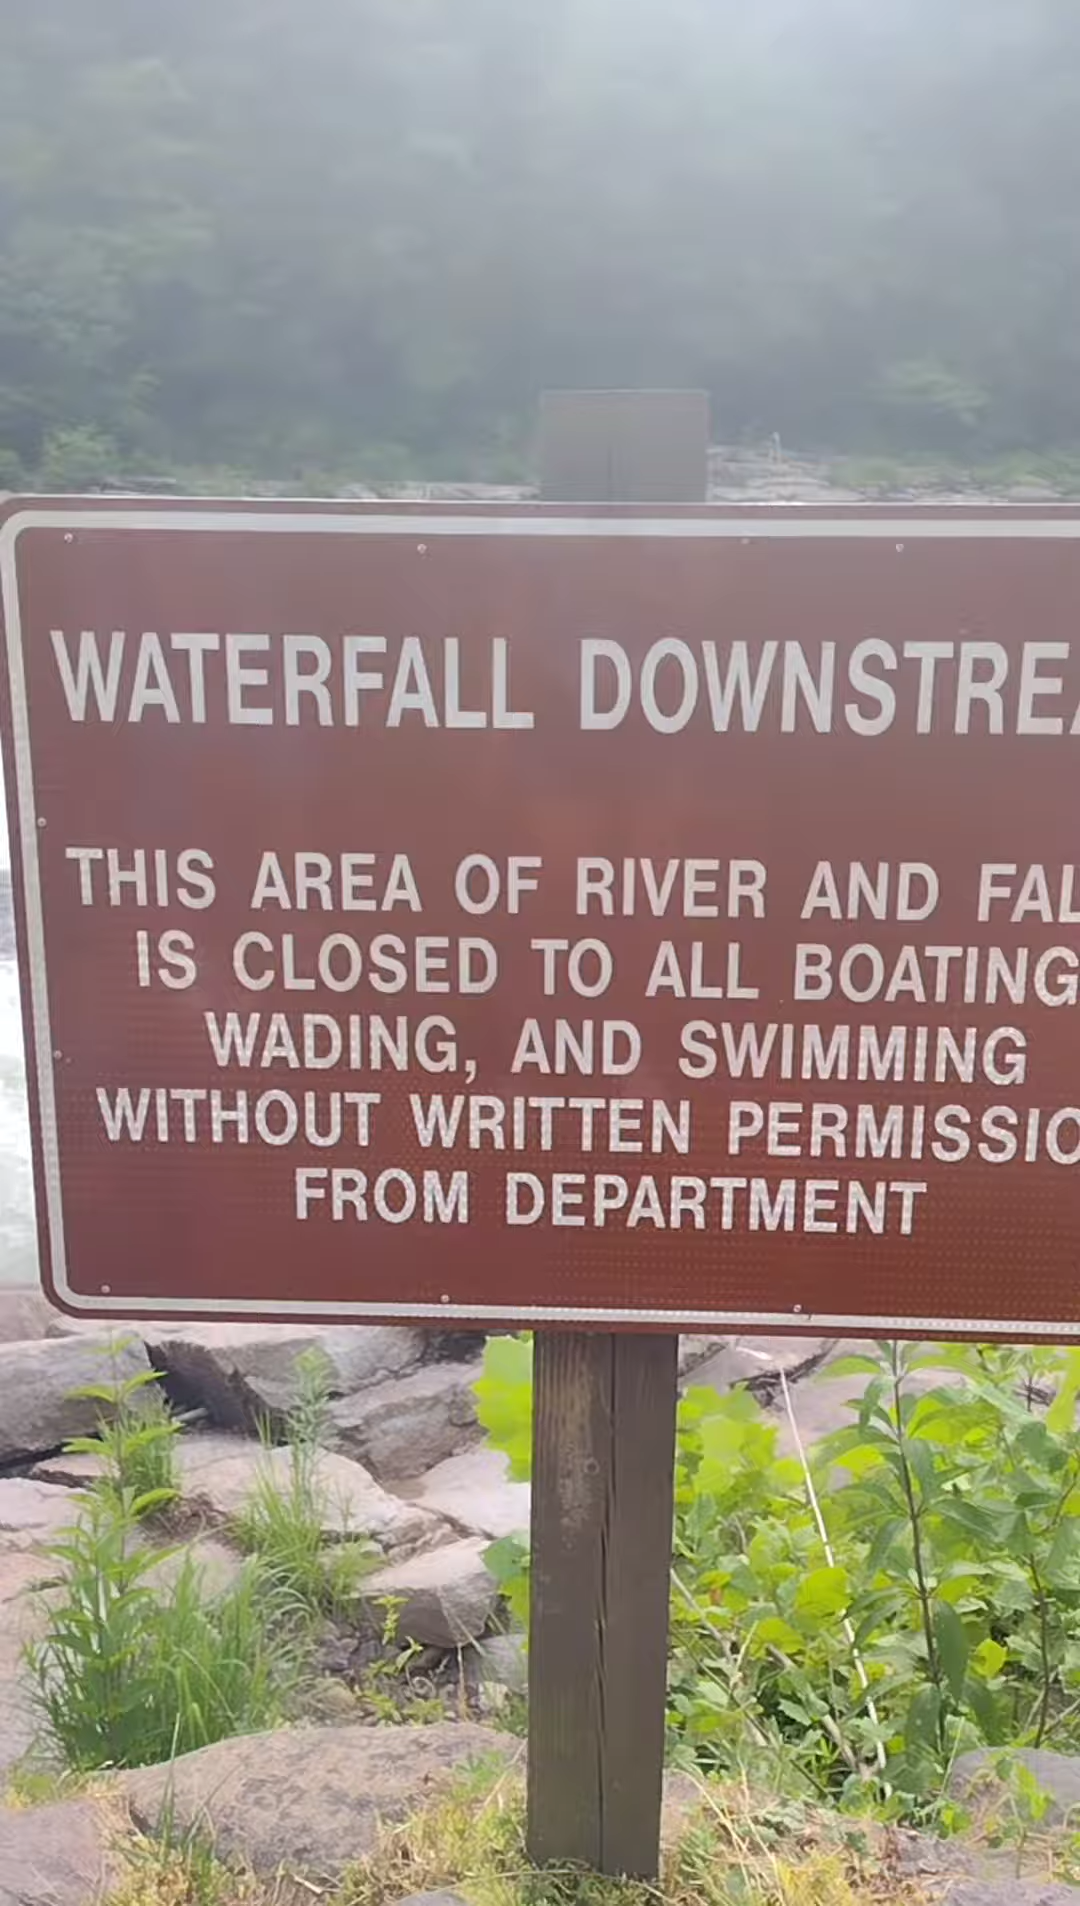 WATERFALL DOWNSTREA
THIS AREA OF RIVER AND FAL
IS CLOSED TO ALL BOATING
WADING, AND SWIMMING
WITHOUT WRITTEN PERMISSIO
FROM DEPARTMENT